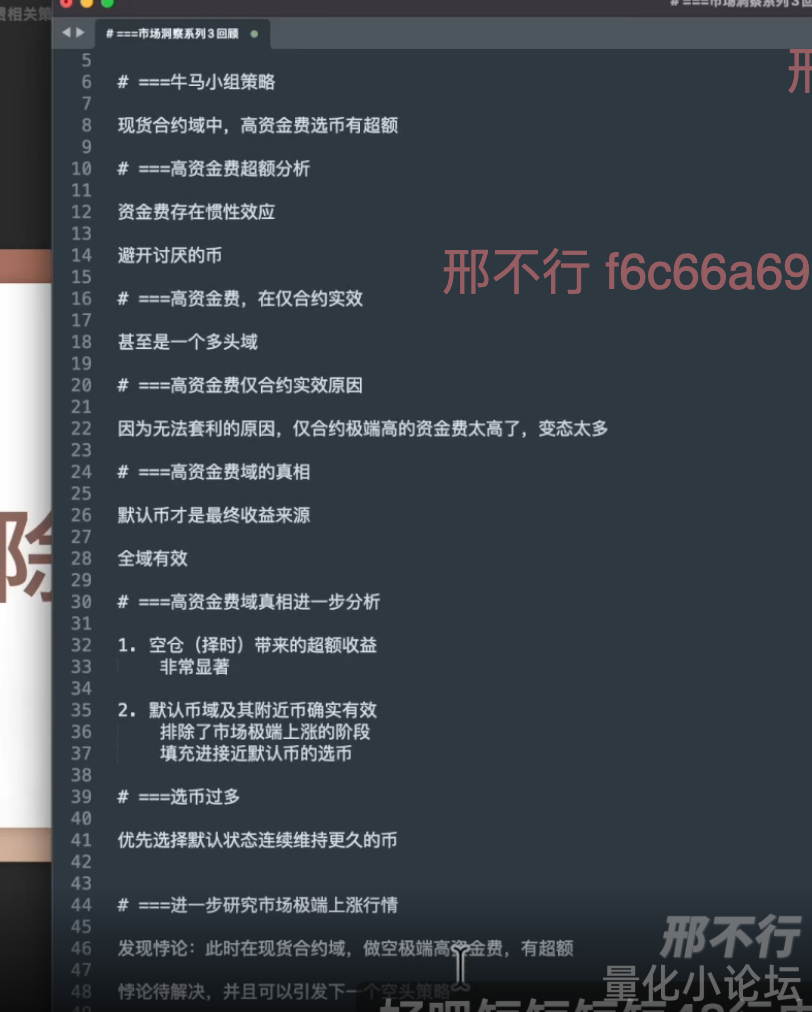 费相关策
# ===市场洞察系列3回
# ===市场洞察系列3回顾
5
6 # ===牛马小组策略
7
8 现货合约域中，高资金费选币有超额
9
10 # ===高资金费超额分析
11
12 资金费存在惯性效应
13
14 避开讨厌的币
15
16 # ===高资金费，在仅合约实效
17
18 甚至是一个多头域
19
20 # ===高资金费仅合约实效原因
21
22 因为无法套利的原因，仅合约极端高的资金费太高了，变态太多
23
24 # ===高资金费域的真相
25
26 默认币才是最终收益来源
27
28 全域有效
29
30 # ===高资金费域真相进一步分析
31
32 1. 空仓（择时）带来的超额收益
33 非常显著
34
35 2. 默认币域及其附近币确实有效
36 排除了市场极端上涨的阶段
37 填充进接近默认币的选币
38
39 # ===选币过多
40
41 优先选择默认状态连续维持更久的币
42
43
44 # ===进一步研究市场极端上涨行情
45
46 发现悖论：此时在现货合约域，做空极端高资金费，有超额
47
48 悖论待解决，并且可以引发下一个空头策略
邢
邢不行 f6c66a69
除
邢不行
量化小论坛